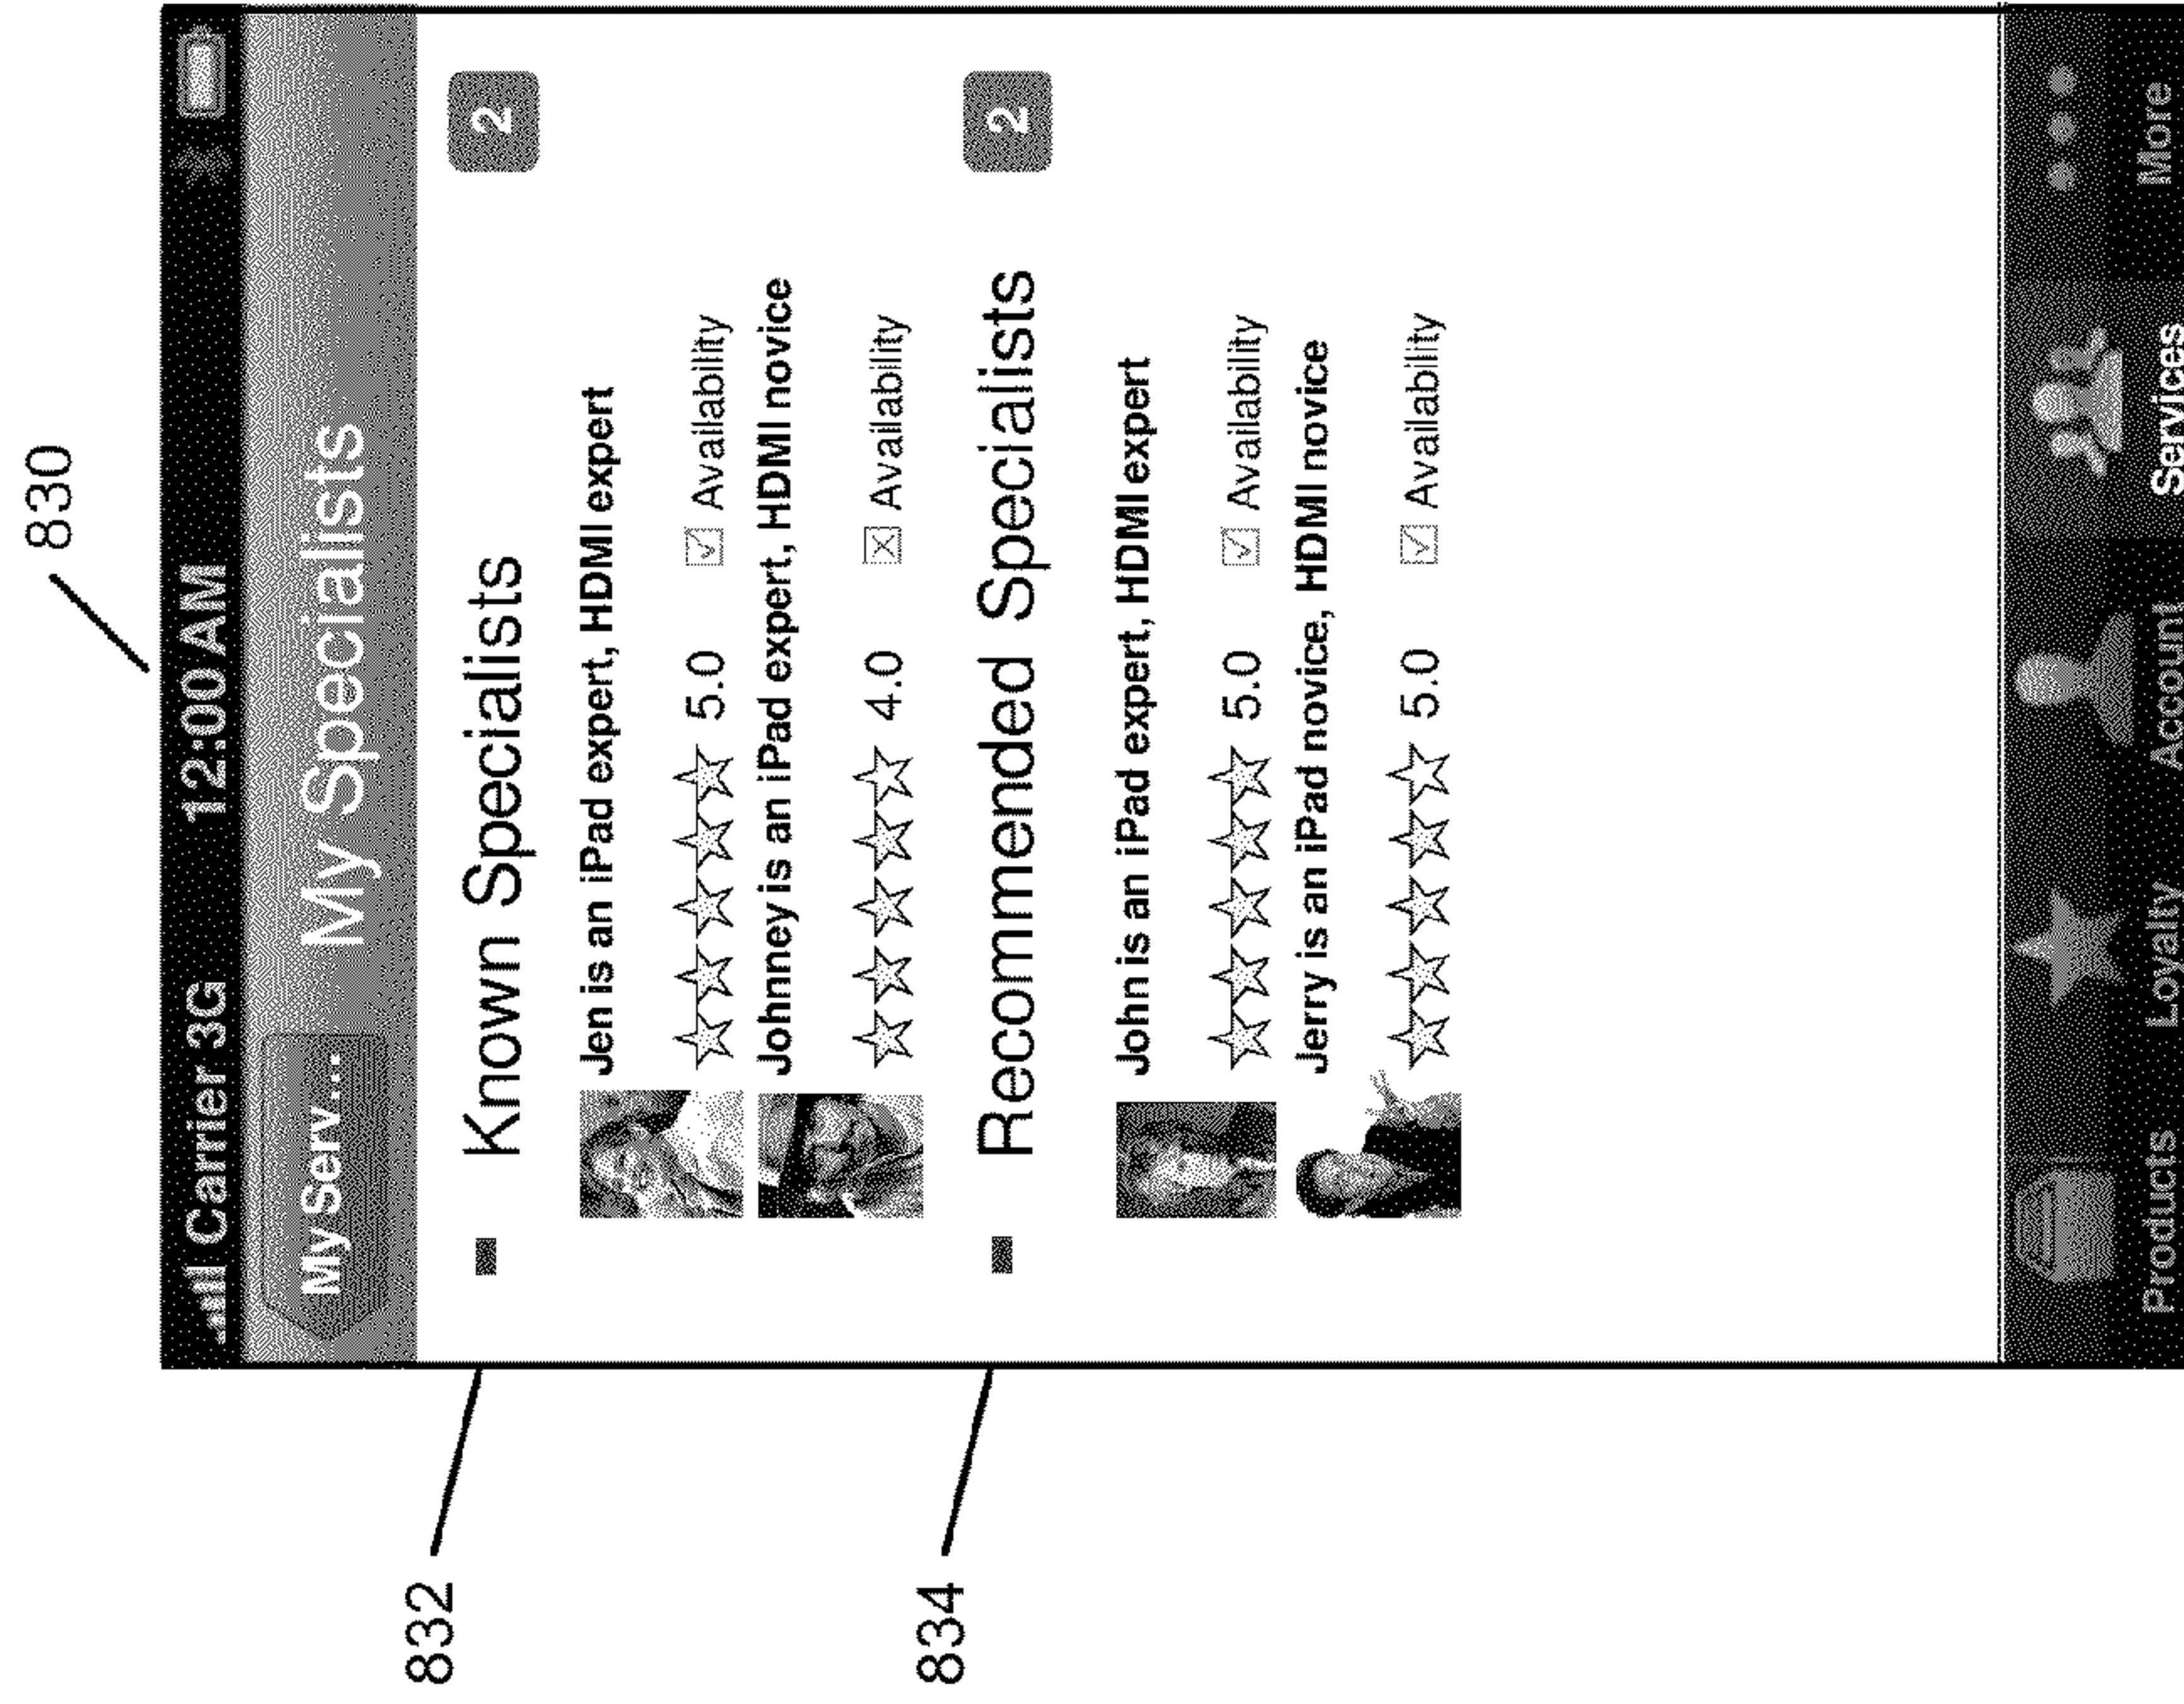 830
Carrier 3G 12:00 AM
My Serv... My Specialists
832
Known Specialists 2
Jen is an iPad expert, HDMI expert
5.0 Availability
Johnney is an iPad expert, HDMI novice
4.0 Availability
834
Recommended Specialists 2
John is an iPad expert, HDMI expert
5.0 Availability
Jerry is an iPad novice, HDMI novice
5.0 Availability
Products Loyalty Account Services More